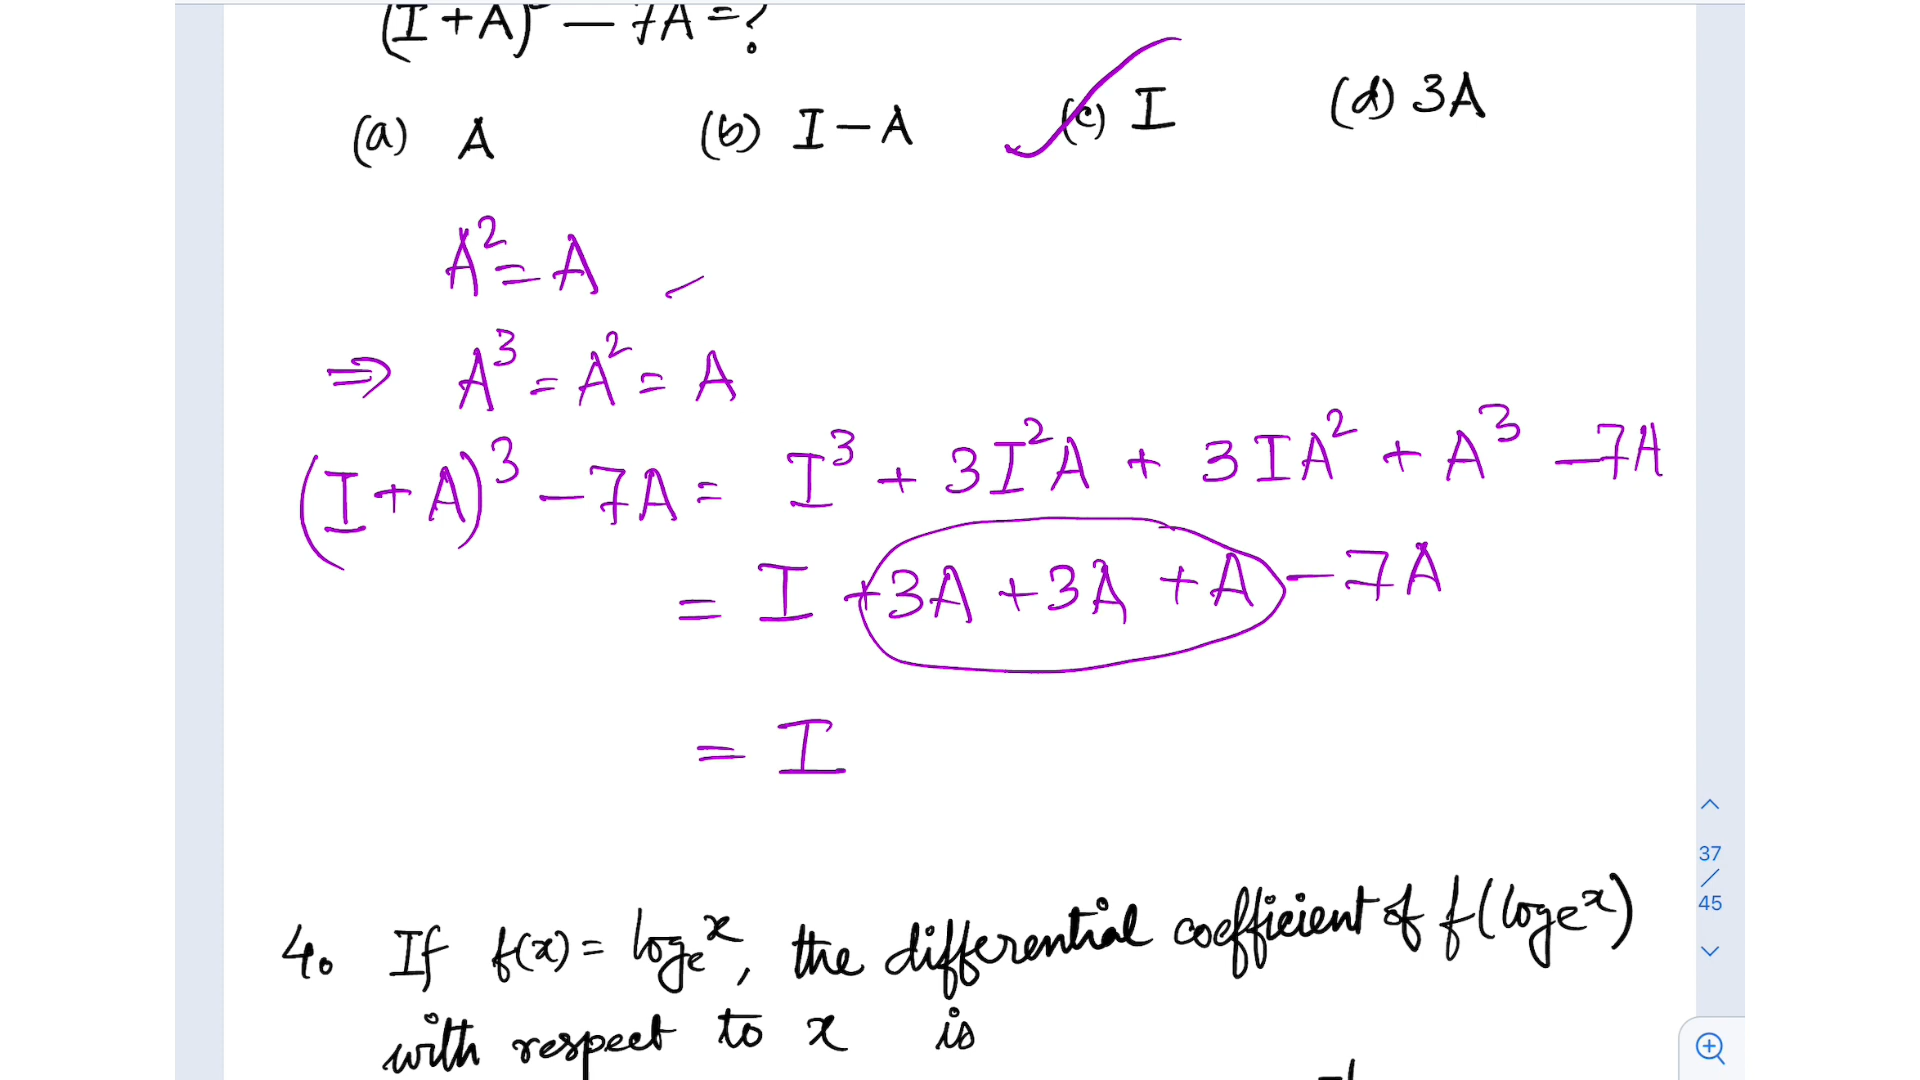 (I+A)³ − 7A = ?
(a) A (b) I−A (c) I (d) 3A
A² = A
⇒ A³ = A² = A
(I+A)³ − 7A = I³ + 3I²A + 3IA² + A³ − 7A
= I + 3A + 3A + A − 7A
= I
37
/
45
4. If f(x) = logₑx, the differential coefficient of f(logₑx)
with respect to x is